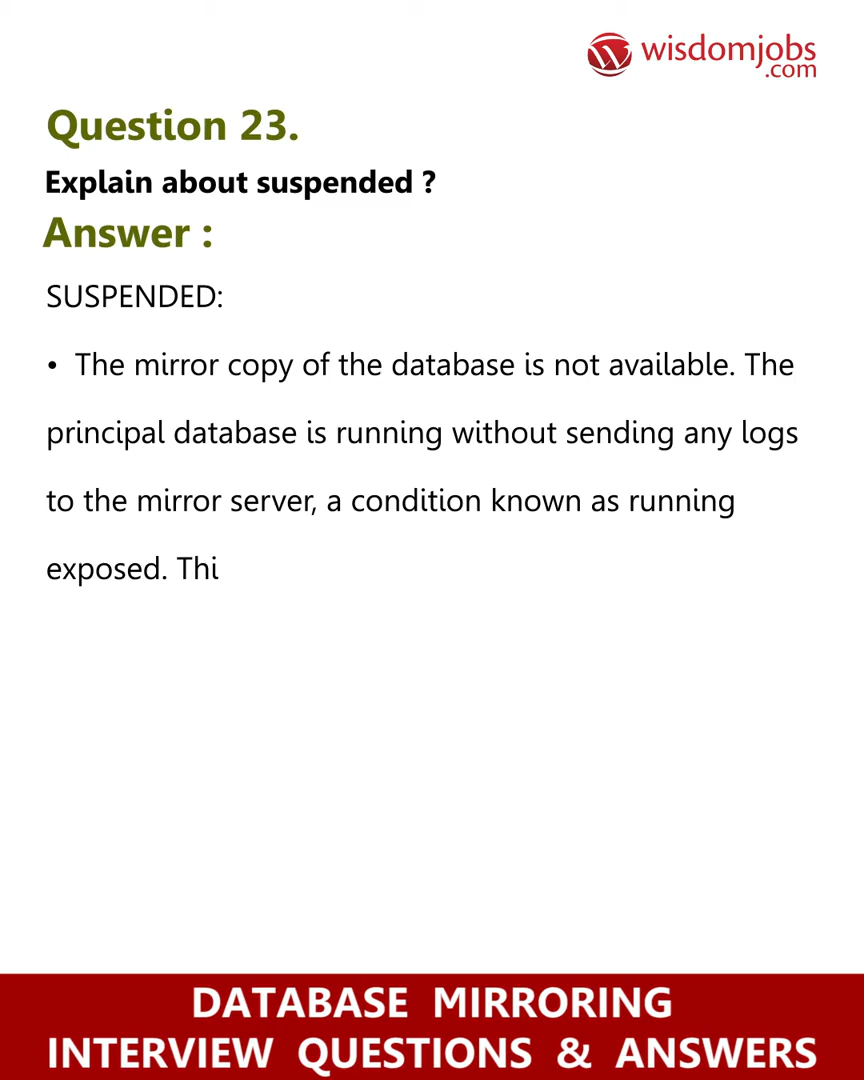 wisdomjobs
.com
Question 23.
Explain about suspended ?
Answer :
SUSPENDED:
• The mirror copy of the database is not available. The
principal database is running without sending any logs
to the mirror server, a condition known as running
exposed. Thi
DATABASE MIRRORING
INTERVIEW QUESTIONS & ANSWERS